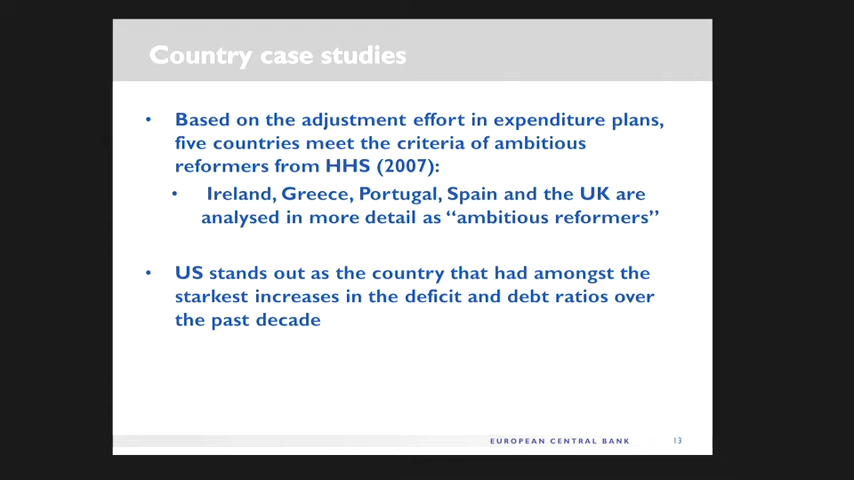 Country case studies
• Based on the adjustment effort in expenditure plans,
five countries meet the criteria of ambitious
reformers from HHS (2007):
• Ireland, Greece, Portugal, Spain and the UK are
analysed in more detail as “ambitious reformers”
• US stands out as the country that had amongst the
starkest increases in the deficit and debt ratios over
the past decade
EUROPEAN CENTRAL BANK 13